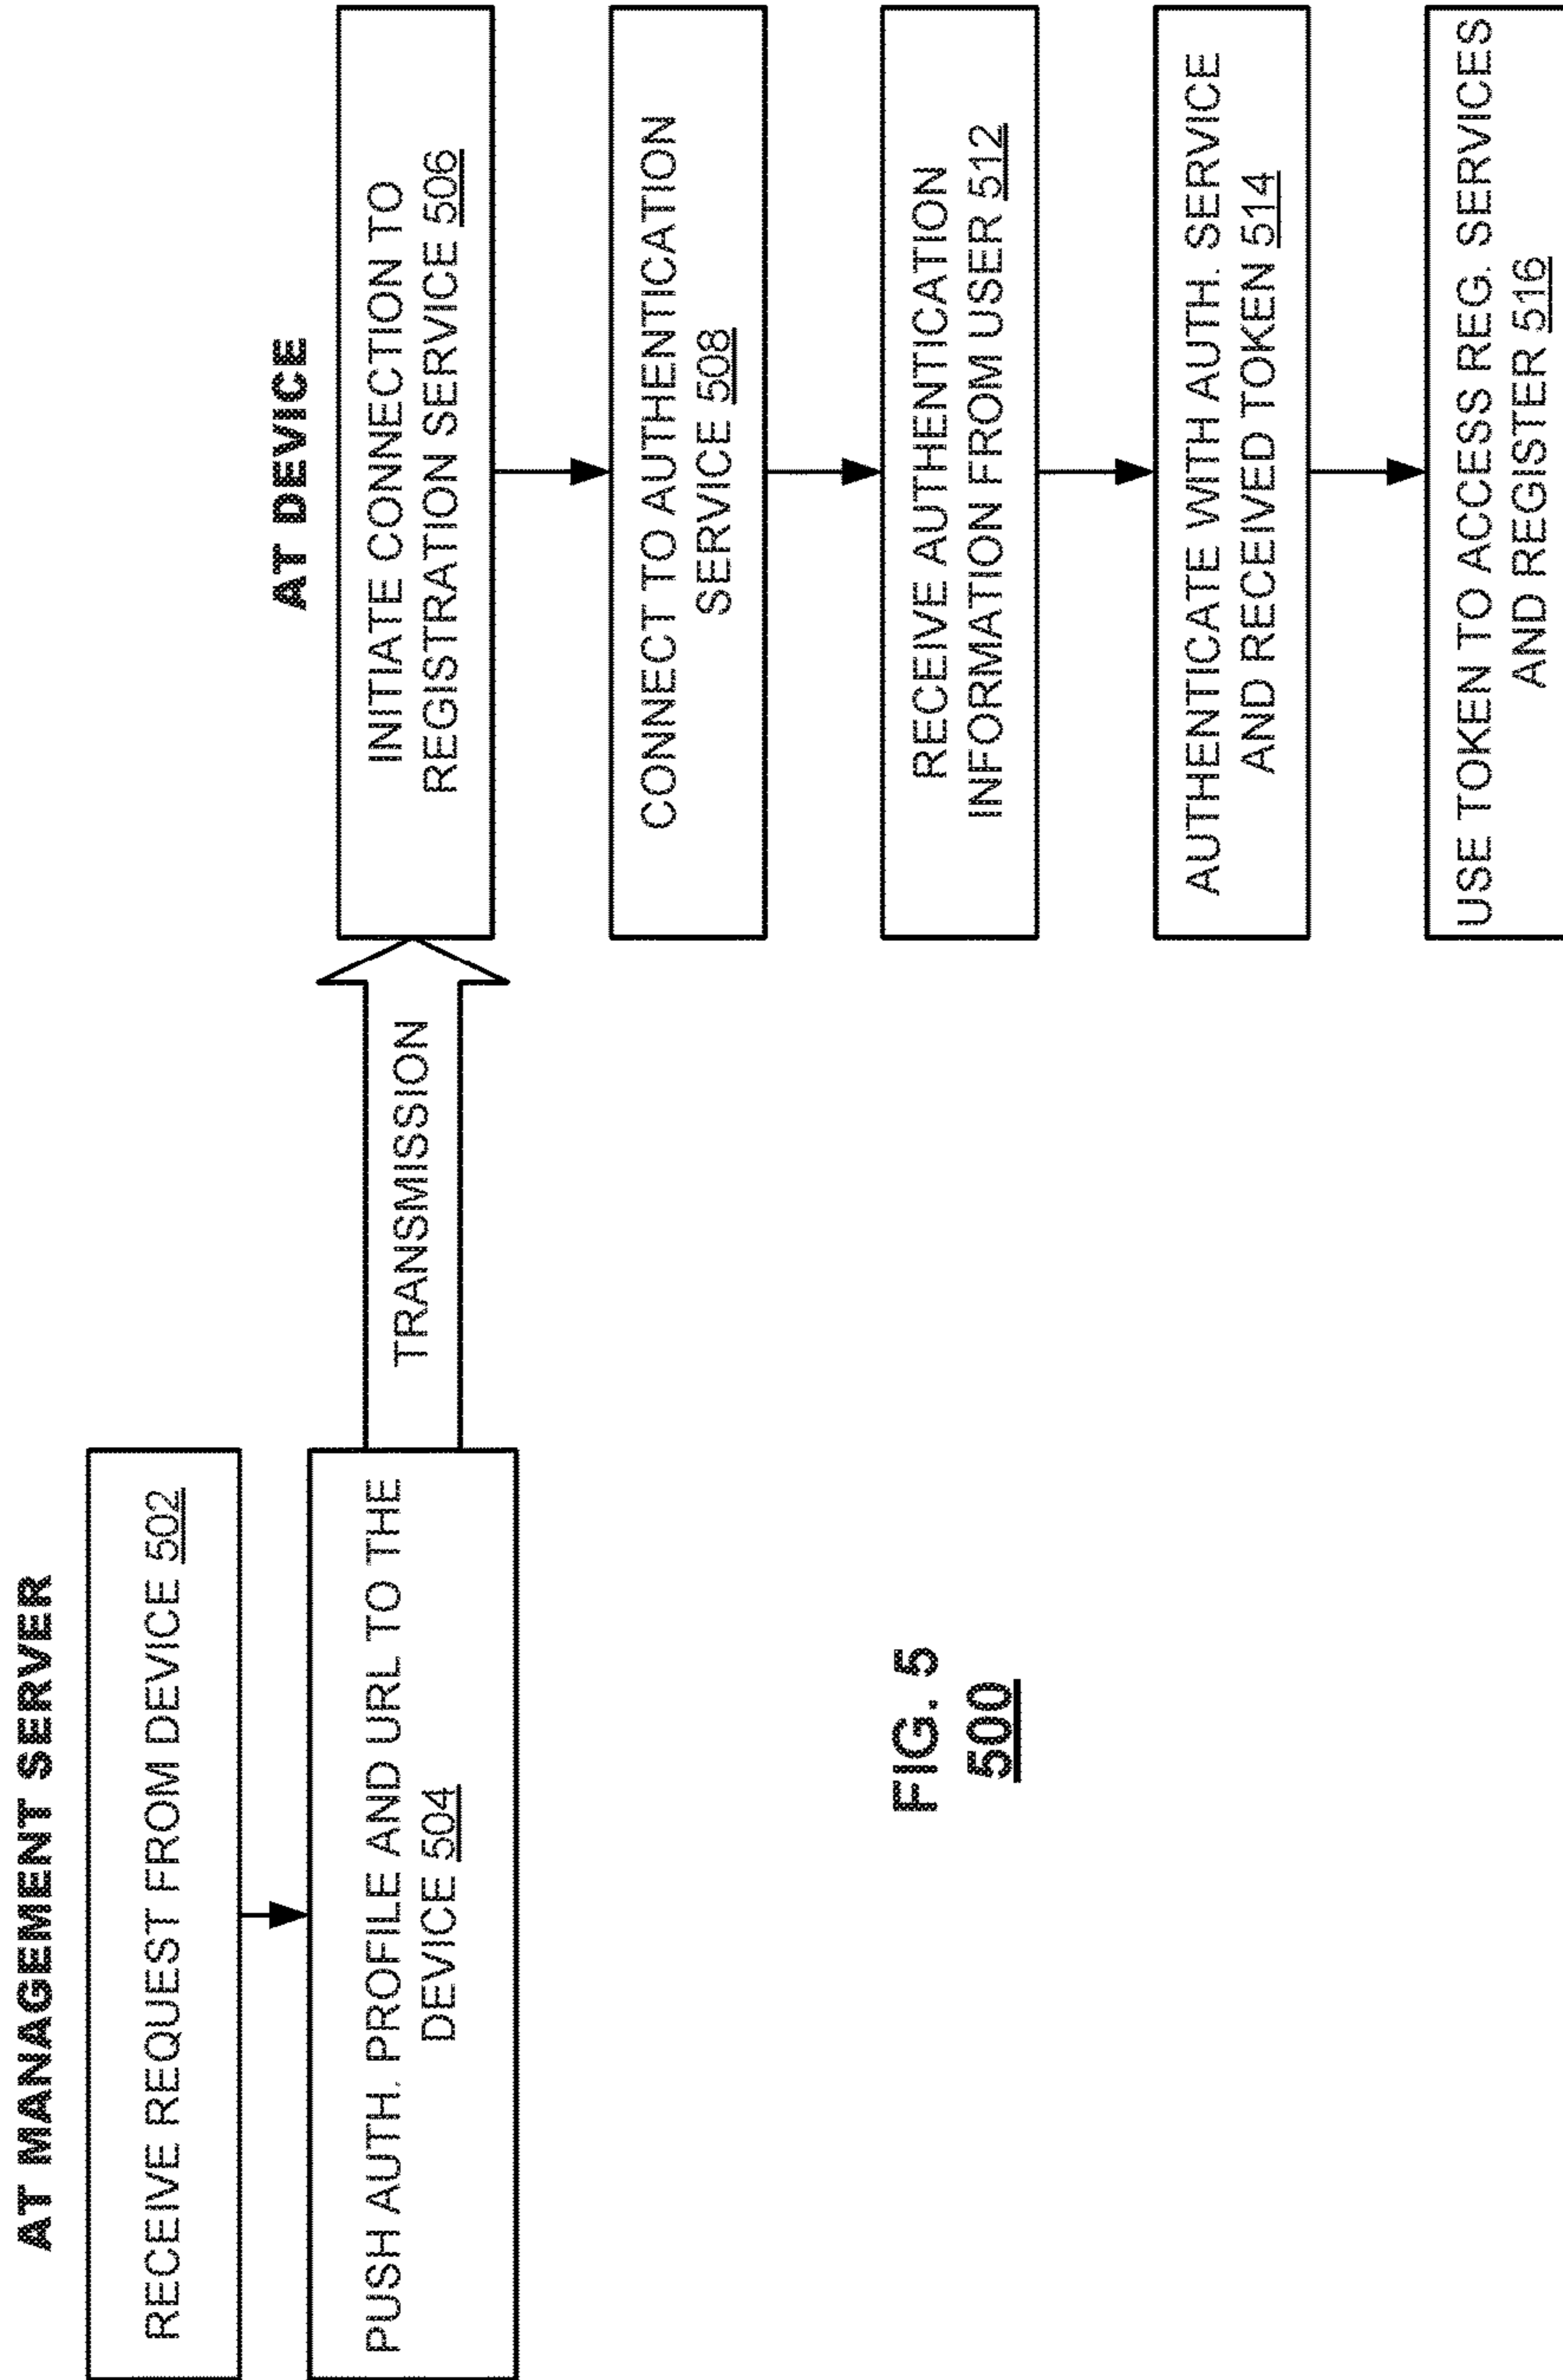 AT MANAGEMENT SERVER
RECEIVE REQUEST FROM DEVICE 502
PUSH AUTH. PROFILE AND URL TO THE
DEVICE 504
TRANSMISSION
AT DEVICE
INITIATE CONNECTION TO
REGISTRATION SERVICE 506
CONNECT TO AUTHENTICATION
SERVICE 508
RECEIVE AUTHENTICATION
INFORMATION FROM USER 512
AUTHENTICATE WITH AUTH. SERVICE
AND RECEIVED TOKEN 514
USE TOKEN TO ACCESS REG. SERVICES
AND REGISTER 516
FIG. 5
500